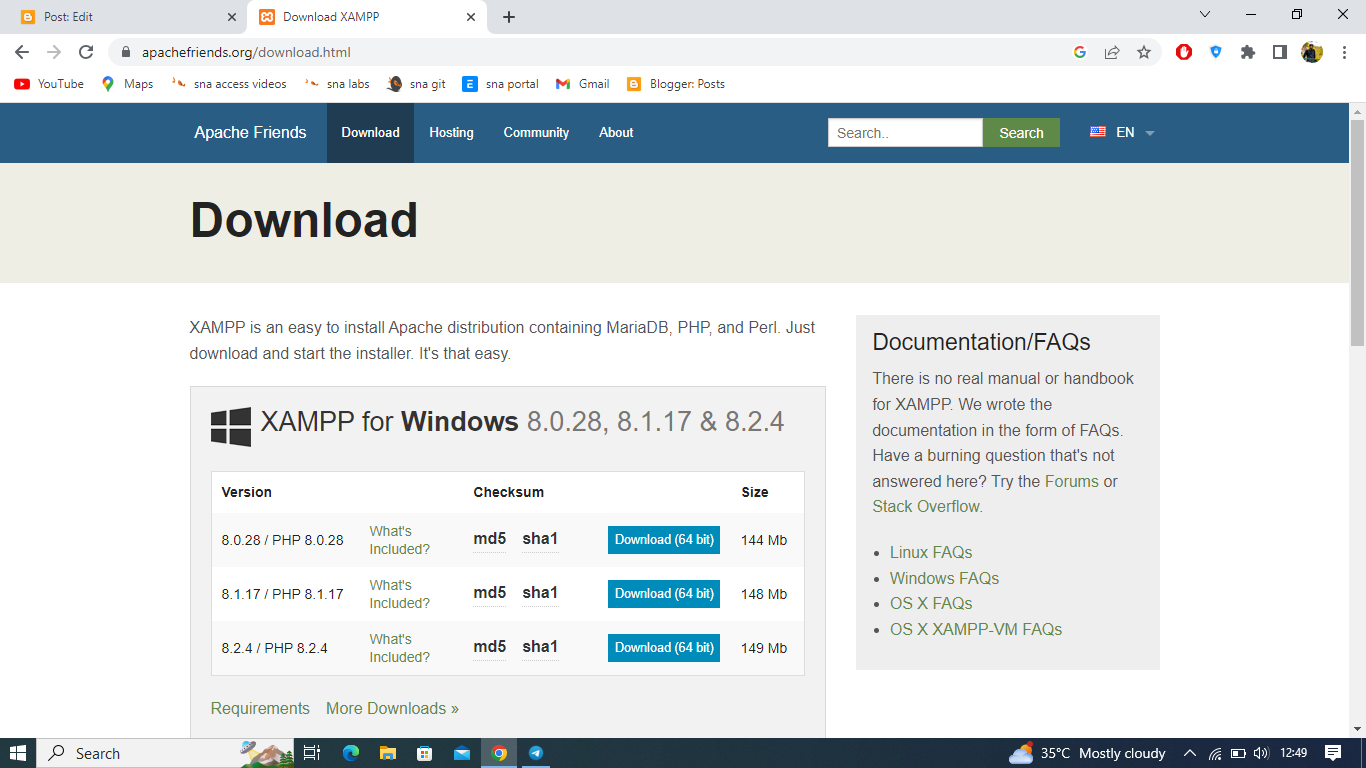 Post: Edit
Download XAMPP
apachefriends.org/download.html
YouTube Maps sna access videos sna labs sna git sna portal Gmail Blogger: Posts
Apache Friends Download Hosting Community About Search.. Search EN
Download
XAMPP is an easy to install Apache distribution containing MariaDB, PHP, and Perl. Just
download and start the installer. It's that easy.
XAMPP for Windows 8.0.28, 8.1.17 & 8.2.4
Version Checksum Size
8.0.28 / PHP 8.0.28 What's Included? md5 sha1 Download (64 bit) 144 Mb
8.1.17 / PHP 8.1.17 What's Included? md5 sha1 Download (64 bit) 148 Mb
8.2.4 / PHP 8.2.4 What's Included? md5 sha1 Download (64 bit) 149 Mb
Requirements More Downloads »
Documentation/FAQs
There is no real manual or handbook
for XAMPP. We wrote the
documentation in the form of FAQs.
Have a burning question that's not
answered here? Try the Forums or
Stack Overflow.
Linux FAQs
Windows FAQs
OS X FAQs
OS X XAMPP-VM FAQs
Search 35°C Mostly cloudy 12:49